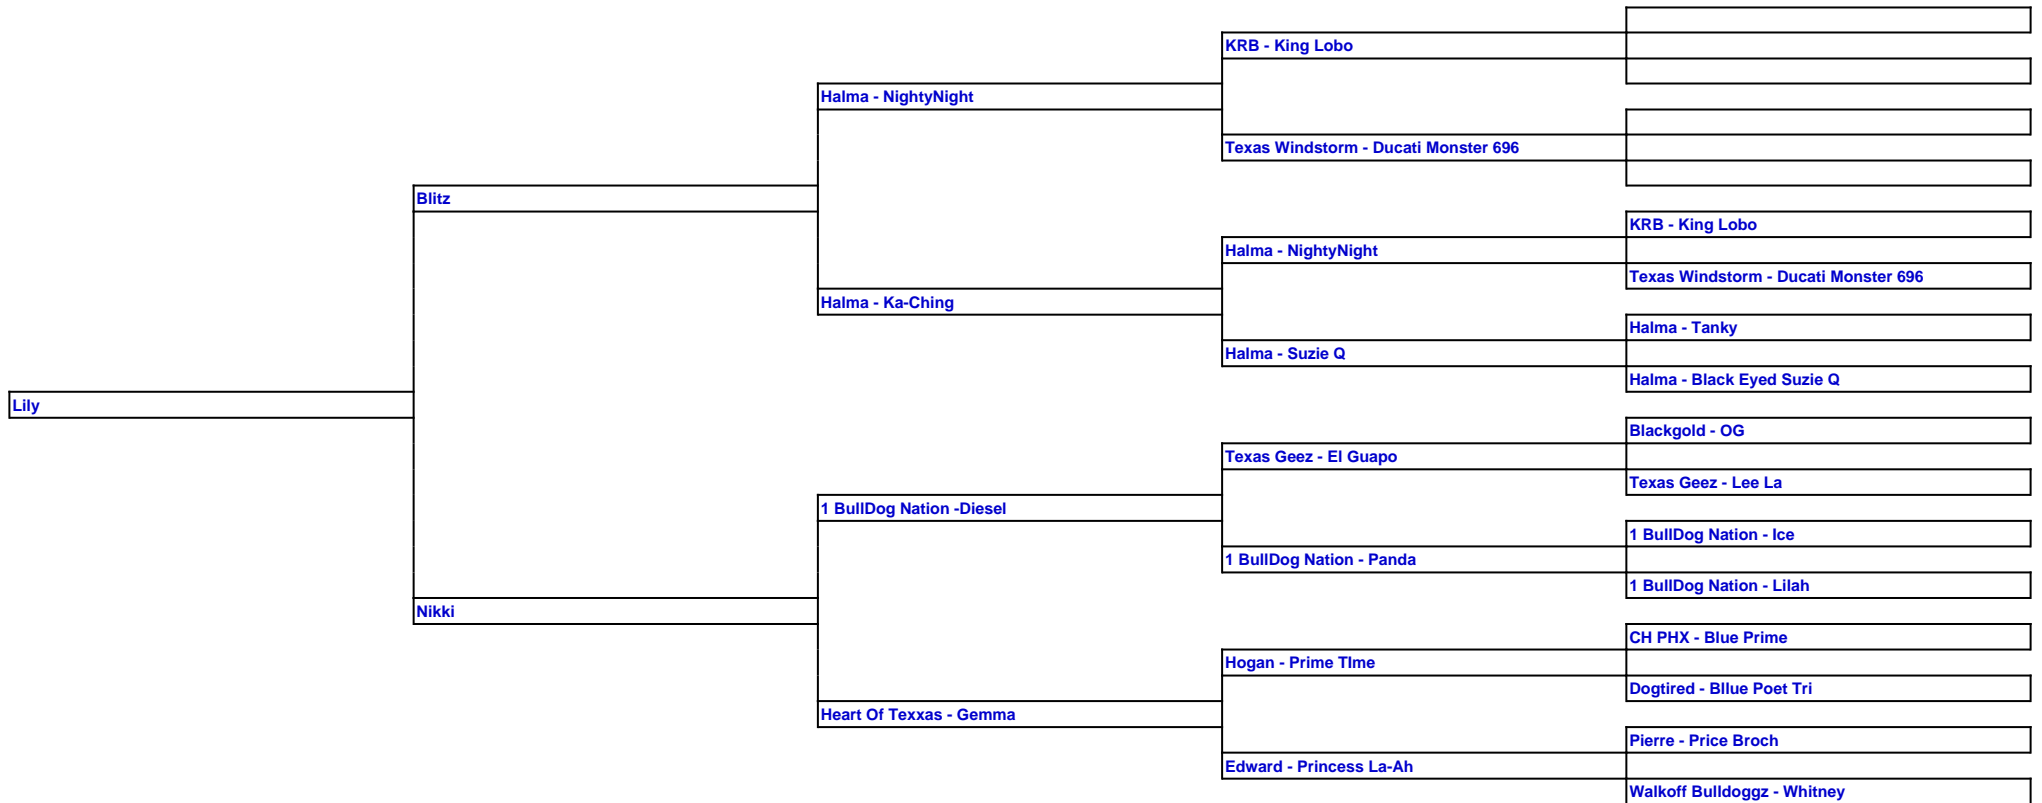 KRB - King Lobo
Halma - NightyNight
Texas Windstorm - Ducati Monster 696
Blitz
KRB - King Lobo
Halma - NightyNight
Texas Windstorm - Ducati Monster 696
Halma - Ka-Ching
Halma - Tanky
Halma - Suzie Q
Halma - Black Eyed Suzie Q
Lily
Blackgold - OG
Texas Geez - El Guapo
Texas Geez - Lee La
1 BullDog Nation -Diesel
1 BullDog Nation - Ice
1 BullDog Nation - Panda
1 BullDog Nation - Lilah
Nikki
CH PHX - Blue Prime
Hogan - Prime TIme
Dogtired - Bllue Poet Tri
Heart Of Texxas - Gemma
Pierre - Price Broch
Edward - Princess La-Ah
Walkoff Bulldoggz - Whitney